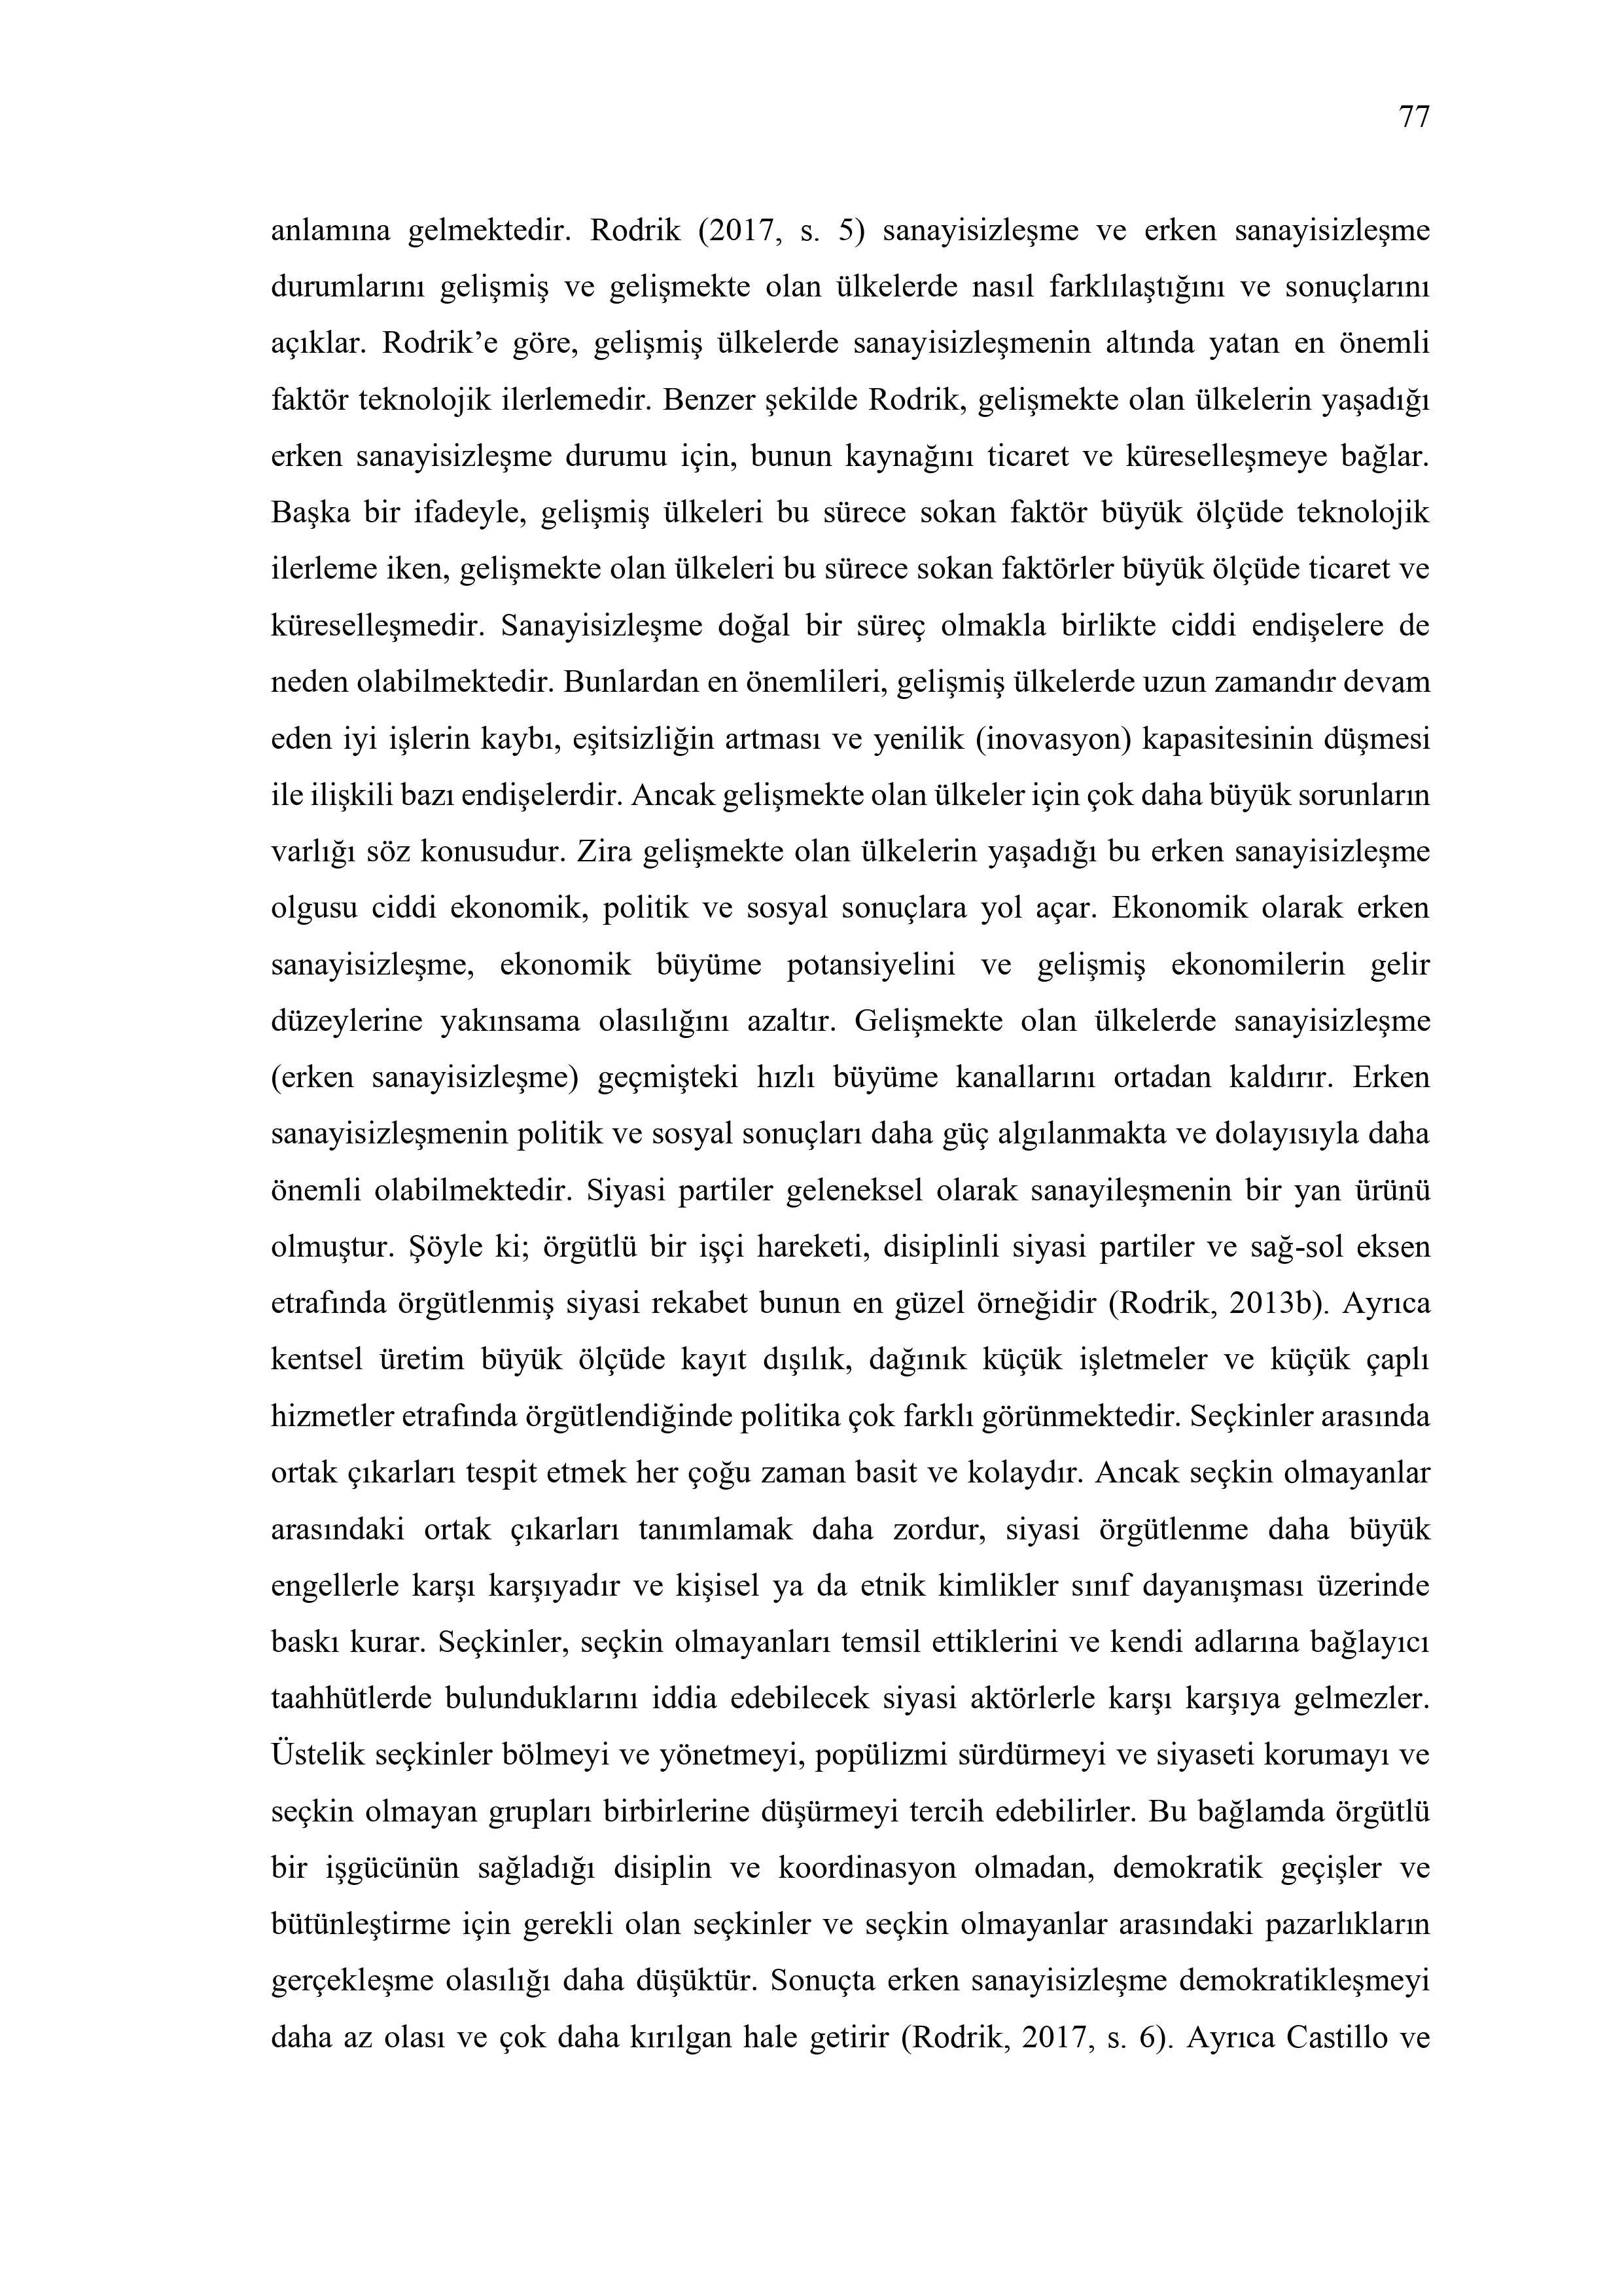 77
anlamına gelmektedir. Rodrik (2017, s. 5) sanayisizleşme ve erken sanayisizleşme
durumlarını gelişmiş ve gelişmekte olan ülkelerde nasıl farklılaştığını ve sonuçlarını
açıklar. Rodrik’e göre, gelişmiş ülkelerde sanayisizleşmenin altında yatan en önemli
faktör teknolojik ilerlemedir. Benzer şekilde Rodrik, gelişmekte olan ülkelerin yaşadığı
erken sanayisizleşme durumu için, bunun kaynağını ticaret ve küreselleşmeye bağlar.
Başka bir ifadeyle, gelişmiş ülkeleri bu sürece sokan faktör büyük ölçüde teknolojik
ilerleme iken, gelişmekte olan ülkeleri bu sürece sokan faktörler büyük ölçüde ticaret ve
küreselleşmedir. Sanayisizleşme doğal bir süreç olmakla birlikte ciddi endişelere de
neden olabilmektedir. Bunlardan en önemlileri, gelişmiş ülkelerde uzun zamandır devam
eden iyi işlerin kaybı, eşitsizliğin artması ve yenilik (inovasyon) kapasitesinin düşmesi
ile ilişkili bazı endişelerdir. Ancak gelişmekte olan ülkeler için çok daha büyük sorunların
varlığı söz konusudur. Zira gelişmekte olan ülkelerin yaşadığı bu erken sanayisizleşme
olgusu ciddi ekonomik, politik ve sosyal sonuçlara yol açar. Ekonomik olarak erken
sanayisizleşme, ekonomik büyüme potansiyelini ve gelişmiş ekonomilerin gelir
düzeylerine yakınsama olasılığını azaltır. Gelişmekte olan ülkelerde sanayisizleşme
(erken sanayisizleşme) geçmişteki hızlı büyüme kanallarını ortadan kaldırır. Erken
sanayisizleşmenin politik ve sosyal sonuçları daha güç algılanmakta ve dolayısıyla daha
önemli olabilmektedir. Siyasi partiler geleneksel olarak sanayileşmenin bir yan ürünü
olmuştur. Şöyle ki; örgütlü bir işçi hareketi, disiplinli siyasi partiler ve sağ-sol eksen
etrafında örgütlenmiş siyasi rekabet bunun en güzel örneğidir (Rodrik, 2013b). Ayrıca
kentsel üretim büyük ölçüde kayıt dışılık, dağınık küçük işletmeler ve küçük çaplı
hizmetler etrafında örgütlendiğinde politika çok farklı görünmektedir. Seçkinler arasında
ortak çıkarları tespit etmek her çoğu zaman basit ve kolaydır. Ancak seçkin olmayanlar
arasındaki ortak çıkarları tanımlamak daha zordur, siyasi örgütlenme daha büyük
engellerle karşı karşıyadır ve kişisel ya da etnik kimlikler sınıf dayanışması üzerinde
baskı kurar. Seçkinler, seçkin olmayanları temsil ettiklerini ve kendi adlarına bağlayıcı
taahhütlerde bulunduklarını iddia edebilecek siyasi aktörlerle karşı karşıya gelmezler.
Üstelik seçkinler bölmeyi ve yönetmeyi, popülizmi sürdürmeyi ve siyaseti korumayı ve
seçkin olmayan grupları birbirlerine düşürmeyi tercih edebilirler. Bu bağlamda örgütlü
bir işgücünün sağladığı disiplin ve koordinasyon olmadan, demokratik geçişler ve
bütünleştirme için gerekli olan seçkinler ve seçkin olmayanlar arasındaki pazarlıkların
gerçekleşme olasılığı daha düşüktür. Sonuçta erken sanayisizleşme demokratikleşmeyi
daha az olası ve çok daha kırılgan hale getirir (Rodrik, 2017, s. 6). Ayrıca Castillo ve